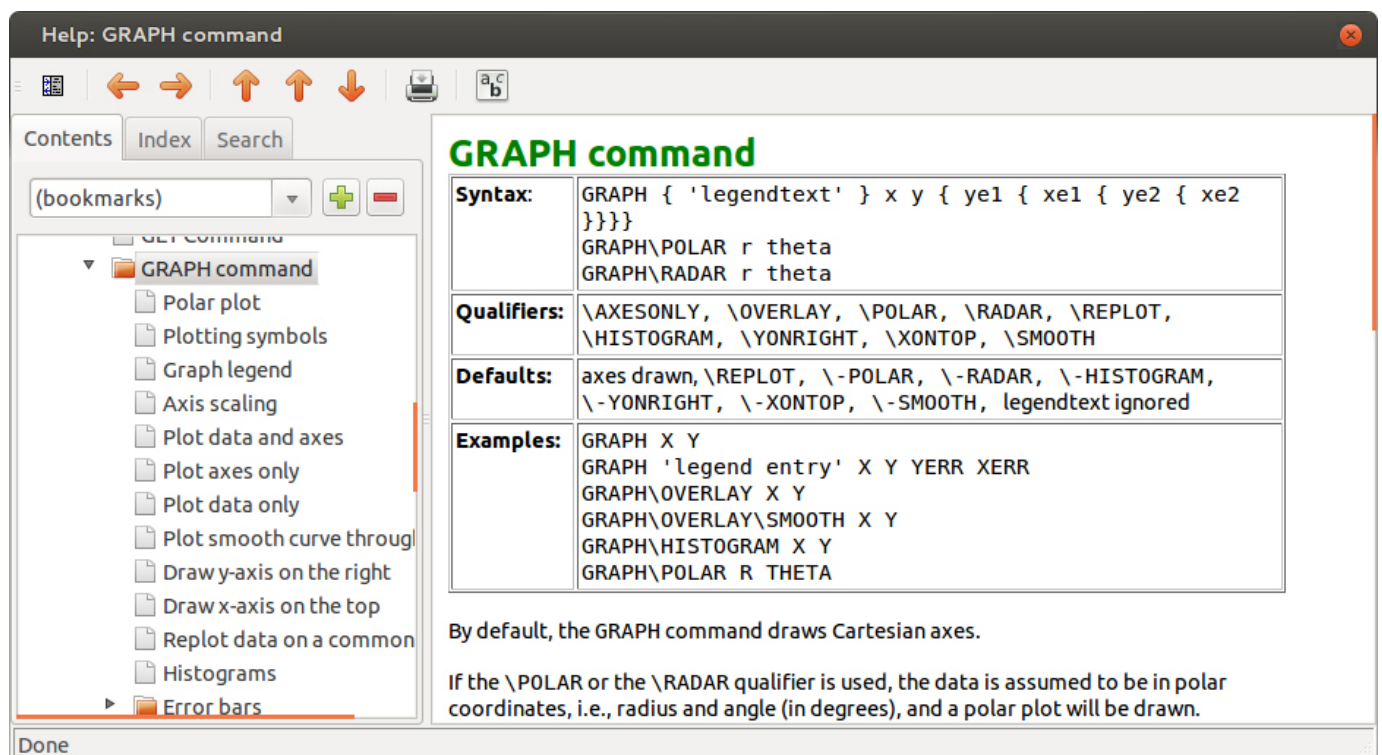 Help: GRAPH command
a b c
Contents Index Search
(bookmarks)
GET Command
GRAPH command
Polar plot
Plotting symbols
Graph legend
Axis scaling
Plot data and axes
Plot axes only
Plot data only
Plot smooth curve through
Draw y-axis on the right
Draw x-axis on the top
Replot data on a common
Histograms
Error bars
GRAPH command
Syntax: GRAPH { 'legendtext' } x y { ye1 { xe1 { ye2 { xe2
}}}}
GRAPH\POLAR r theta
GRAPH\RADAR r theta
Qualifiers: \AXESONLY, \OVERLAY, \POLAR, \RADAR, \REPLOT,
\HISTOGRAM, \YONRIGHT, \XONTOP, \SMOOTH
Defaults: axes drawn, \REPLOT, \-POLAR, \-RADAR, \-HISTOGRAM,
\-YONRIGHT, \-XONTOP, \-SMOOTH, legendtext ignored
Examples: GRAPH X Y
GRAPH 'legend entry' X Y YERR XERR
GRAPH\OVERLAY X Y
GRAPH\OVERLAY\SMOOTH X Y
GRAPH\HISTOGRAM X Y
GRAPH\POLAR R THETA
By default, the GRAPH command draws Cartesian axes.
If the \POLAR or the \RADAR qualifier is used, the data is assumed to be in polar
coordinates, i.e., radius and angle (in degrees), and a polar plot will be drawn.
Done